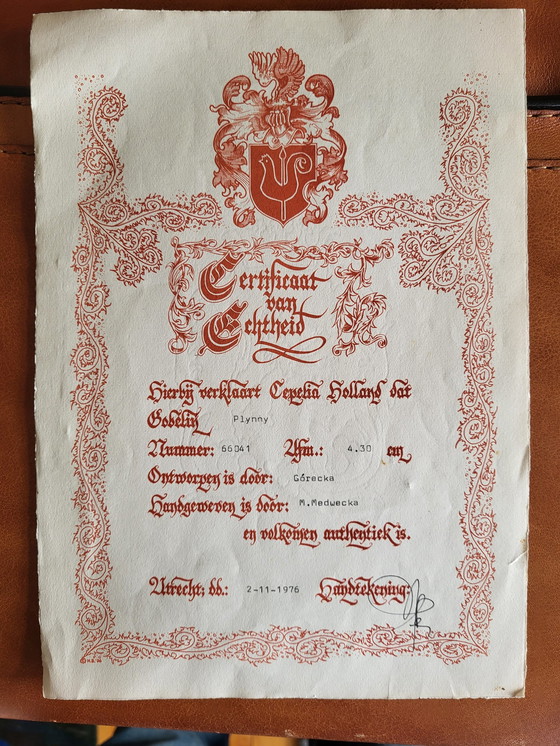 Certificaat
van
Echtheid
Hierbij verklaart Cepelia Holland dat
Gobelin Plynny
Nummer: 66041 Afm.: 4.30 cm
Ontworpen is door: Górecka
Handgeweven is door: M.Medwecka
en volkomen authentiek is.
Utrecht; dd.: 2-11-1976 Handtekening: